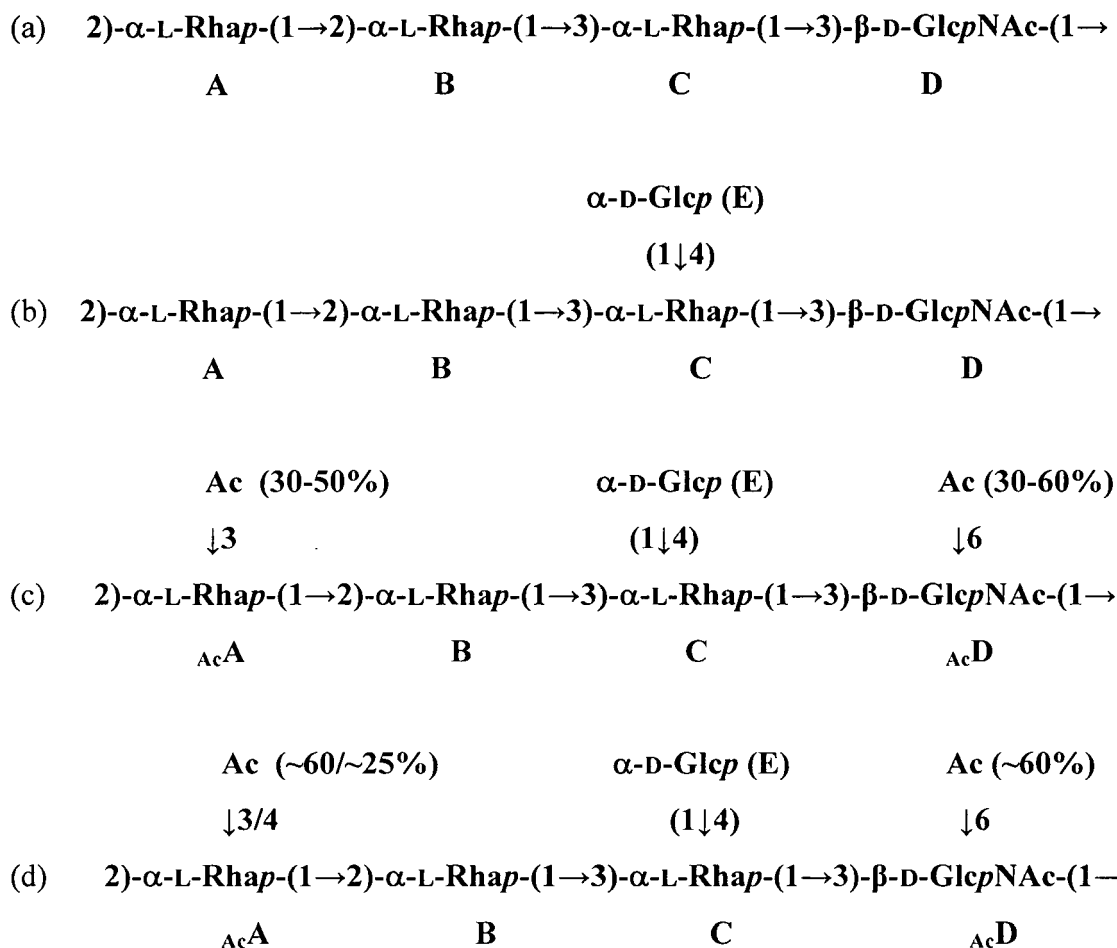 (a) 2)-α-L-Rhap-(1→2)-α-L-Rhap-(1→3)-α-L-Rhap-(1→3)-β-D-GlcpNAc-(1→
A B C D
α-D-Glcp (E)
(1↓4)
(b) 2)-α-L-Rhap-(1→2)-α-L-Rhap-(1→3)-α-L-Rhap-(1→3)-β-D-GlcpNAc-(1→
A B C D
Ac (30-50%) α-D-Glcp (E) Ac (30-60%)
↓3 (1↓4) ↓6
(c) 2)-α-L-Rhap-(1→2)-α-L-Rhap-(1→3)-α-L-Rhap-(1→3)-β-D-GlcpNAc-(1→
AcA B C AcD
Ac (~60/~25%) α-D-Glcp (E) Ac (~60%)
↓3/4 (1↓4) ↓6
(d) 2)-α-L-Rhap-(1→2)-α-L-Rhap-(1→3)-α-L-Rhap-(1→3)-β-D-GlcpNAc-(1—
AcA B C AcD